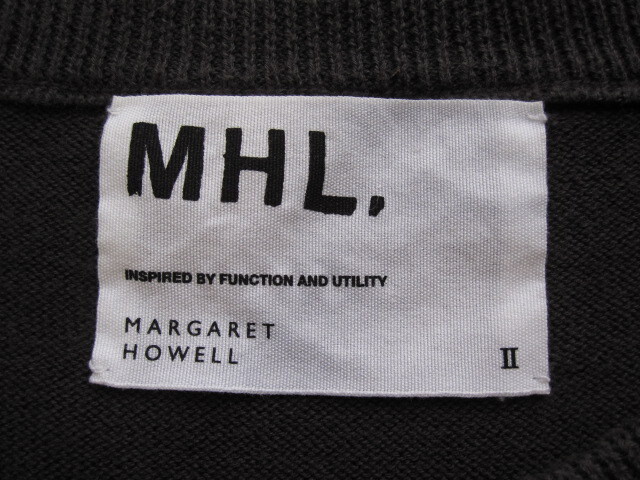 MHL.
INSPIRED BY FUNCTION AND UTILITY
MARGARET
HOWELL
II